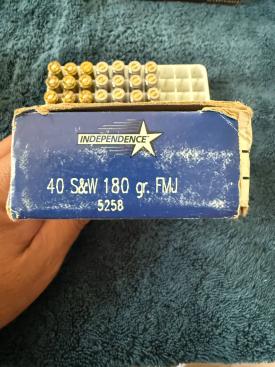 INDEPENDENCE
40 S&W 180 gr. FMJ
5258